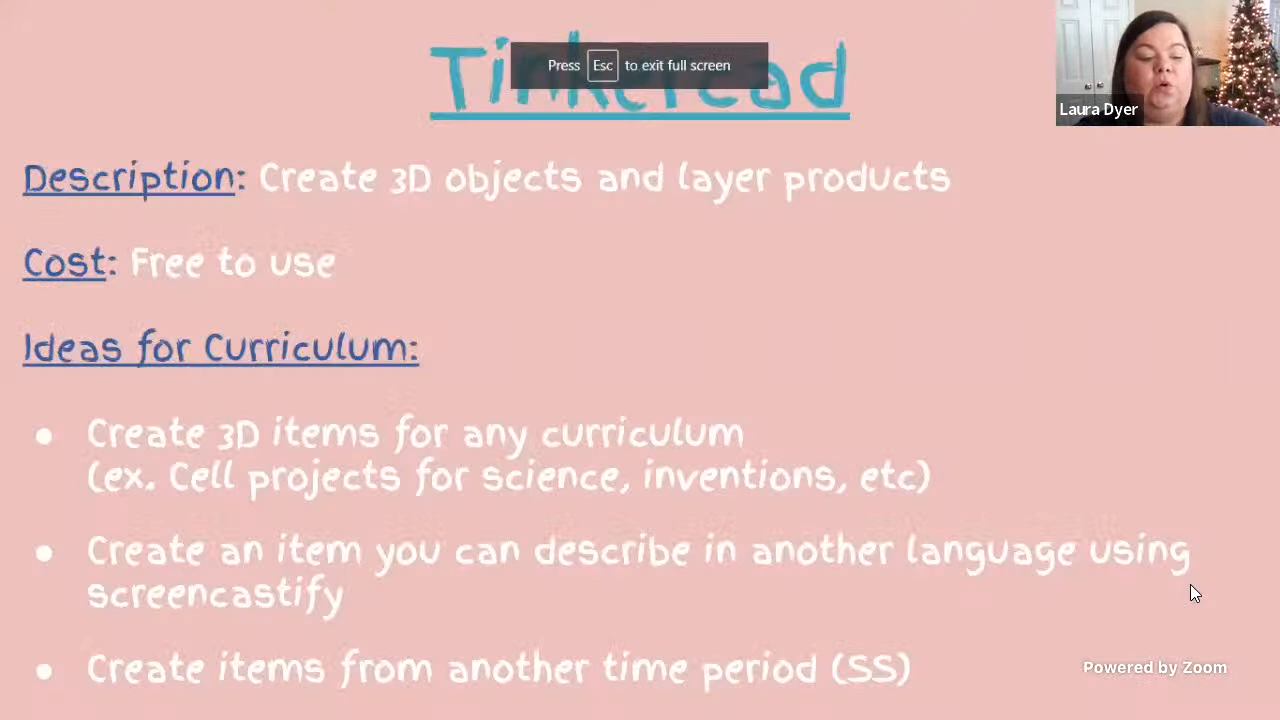 Tinkercad
Press Esc to exit full screen
Laura Dyer
Description: Create 3D objects and layer products
Cost: Free to use
Ideas for Curriculum:
● Create 3D items for any curriculum
(ex. Cell projects for science, inventions, etc)
● Create an item you can describe in another language using
screencastify
● Create items from another time period (SS)
Powered by Zoom